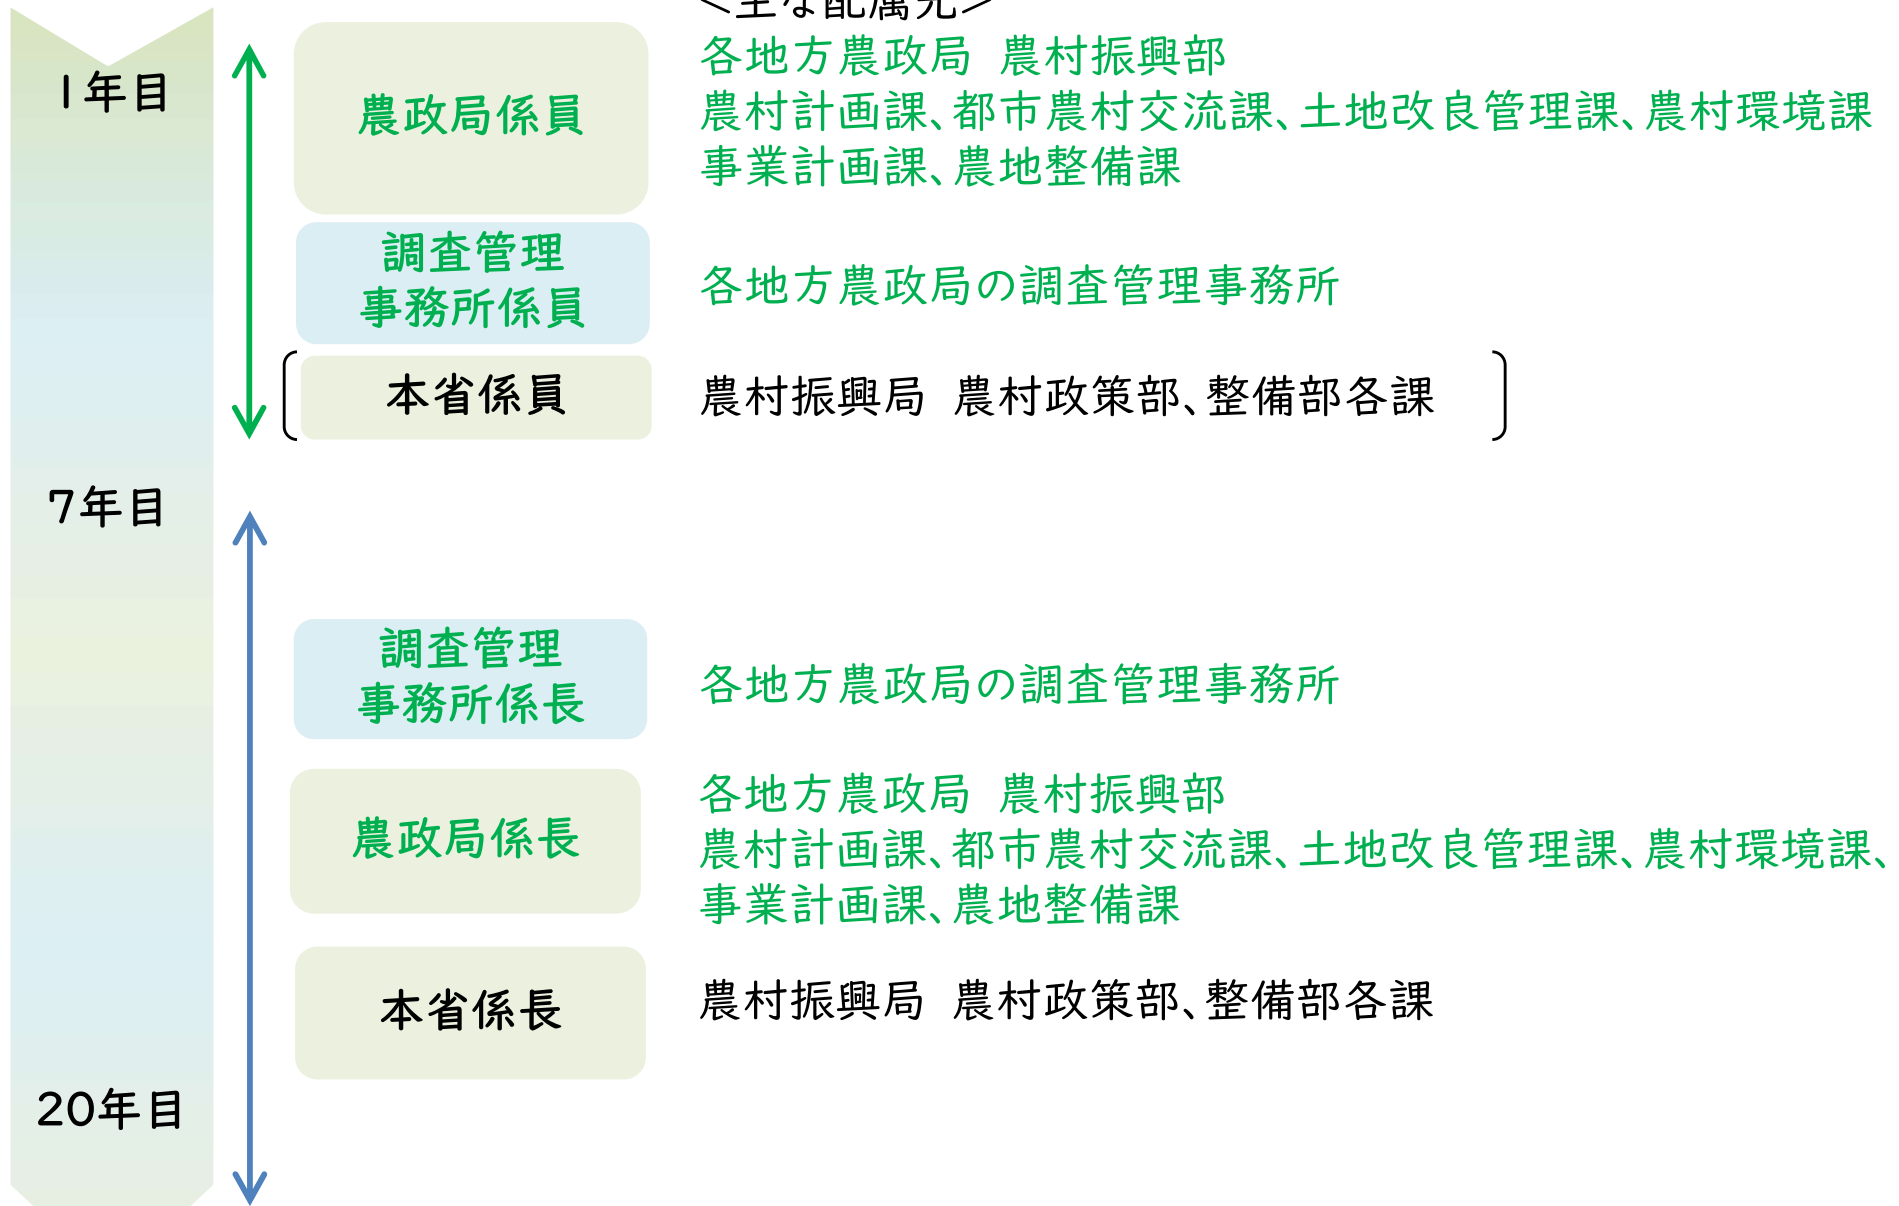 ＜主な配属先＞
1年目
農政局係員
各地方農政局　農村振興部
農村計画課、都市農村交流課、土地改良管理課、農村環境課
事業計画課、農地整備課
調査管理
事務所係員
各地方農政局の調査管理事務所
本省係員
農村振興局　農村政策部、整備部各課
7年目
調査管理
事務所係長
各地方農政局の調査管理事務所
農政局係長
各地方農政局　農村振興部
農村計画課、都市農村交流課、土地改良管理課、農村環境課、
事業計画課、農地整備課
本省係長
農村振興局　農村政策部、整備部各課
20年目